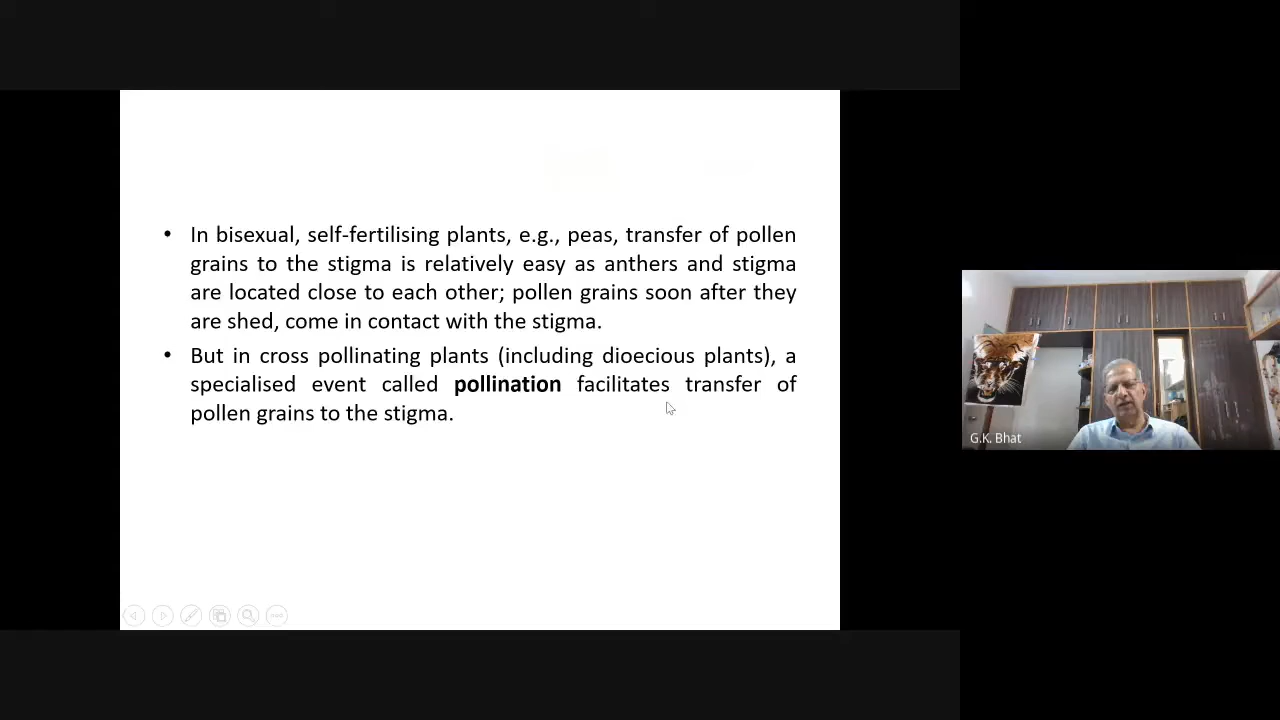 • In bisexual, self-fertilising plants, e.g., peas, transfer of pollen
grains to the stigma is relatively easy as anthers and stigma
are located close to each other; pollen grains soon after they
are shed, come in contact with the stigma.
• But in cross pollinating plants (including dioecious plants), a
specialised event called pollination facilitates transfer of
pollen grains to the stigma.
G.K. Bhat